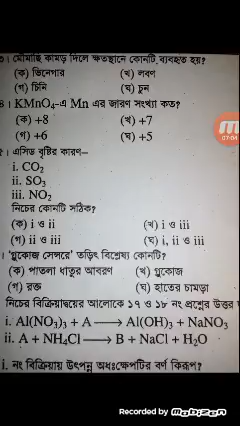 ৩। মৌমাছি কামড় দিলে ক্ষতস্থানে কোনটি ব্যবহৃত হয়?
(ক) ভিনেগার (খ) লবণ
(গ) চিনি (ঘ) চুন
৪। KMnO₄-এ Mn এর জারণ সংখ্যা কত?
(ক) +8 (খ) +7
(গ) +6 (ঘ) +5
৫। এসিড বৃষ্টির কারণ–
i. CO₂
ii. SO₃
iii. NO₂
নিচের কোনটি সঠিক?
(ক) i ও ii (খ) i ও iii
(গ) ii ও iii (ঘ) i, ii ও iii
'গ্লুকোজ সেন্সরে' তড়িৎ বিশ্লেষ্য কোনটি?
(ক) পাতলা ধাতুর আবরণ (খ) গ্লুকোজ
(গ) রক্ত (ঘ) হাতের চামড়া
নিচের বিক্রিয়াদ্বয়ের আলোকে ১৭ ও ১৮ নং প্রশ্নের উত্তর
i. Al(NO₃)₃ + A ⟶ Al(OH)₃ + NaNO₃
ii. A + NH₄Cl ⟶ B + NaCl + H₂O
i. নং বিক্রিয়ায় উৎপন্ন অধঃক্ষেপটির বর্ণ কিরূপ?
07:04
Recorded by Mobizen